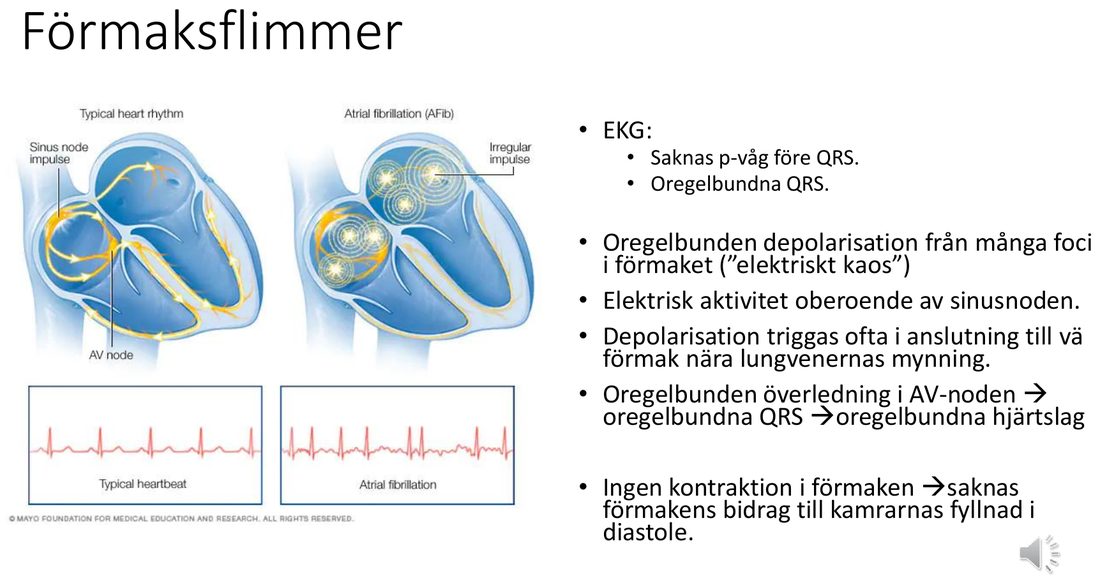 Förmaksflimmer
Typical heart rhythm
Sinus node
impulse
AV node
Atrial fibrillation (AFib)
Irregular
impulse
Typical heartbeat
Atrial fibrillation
© MAYO FOUNDATION FOR MEDICAL EDUCATION AND RESEARCH. ALL RIGHTS RESERVED.
• EKG:
• Saknas p-våg före QRS.
• Oregelbundna QRS.
• Oregelbunden depolarisation från många foci
i förmaket (”elektriskt kaos”)
• Elektrisk aktivitet oberoende av sinusnoden.
• Depolarisation triggas ofta i anslutning till vä
förmak nära lungvenernas mynning.
• Oregelbunden överledning i AV-noden →
oregelbundna QRS →oregelbundna hjärtslag
• Ingen kontraktion i förmaken →saknas
förmakens bidrag till kamrarnas fyllnad i
diastole.